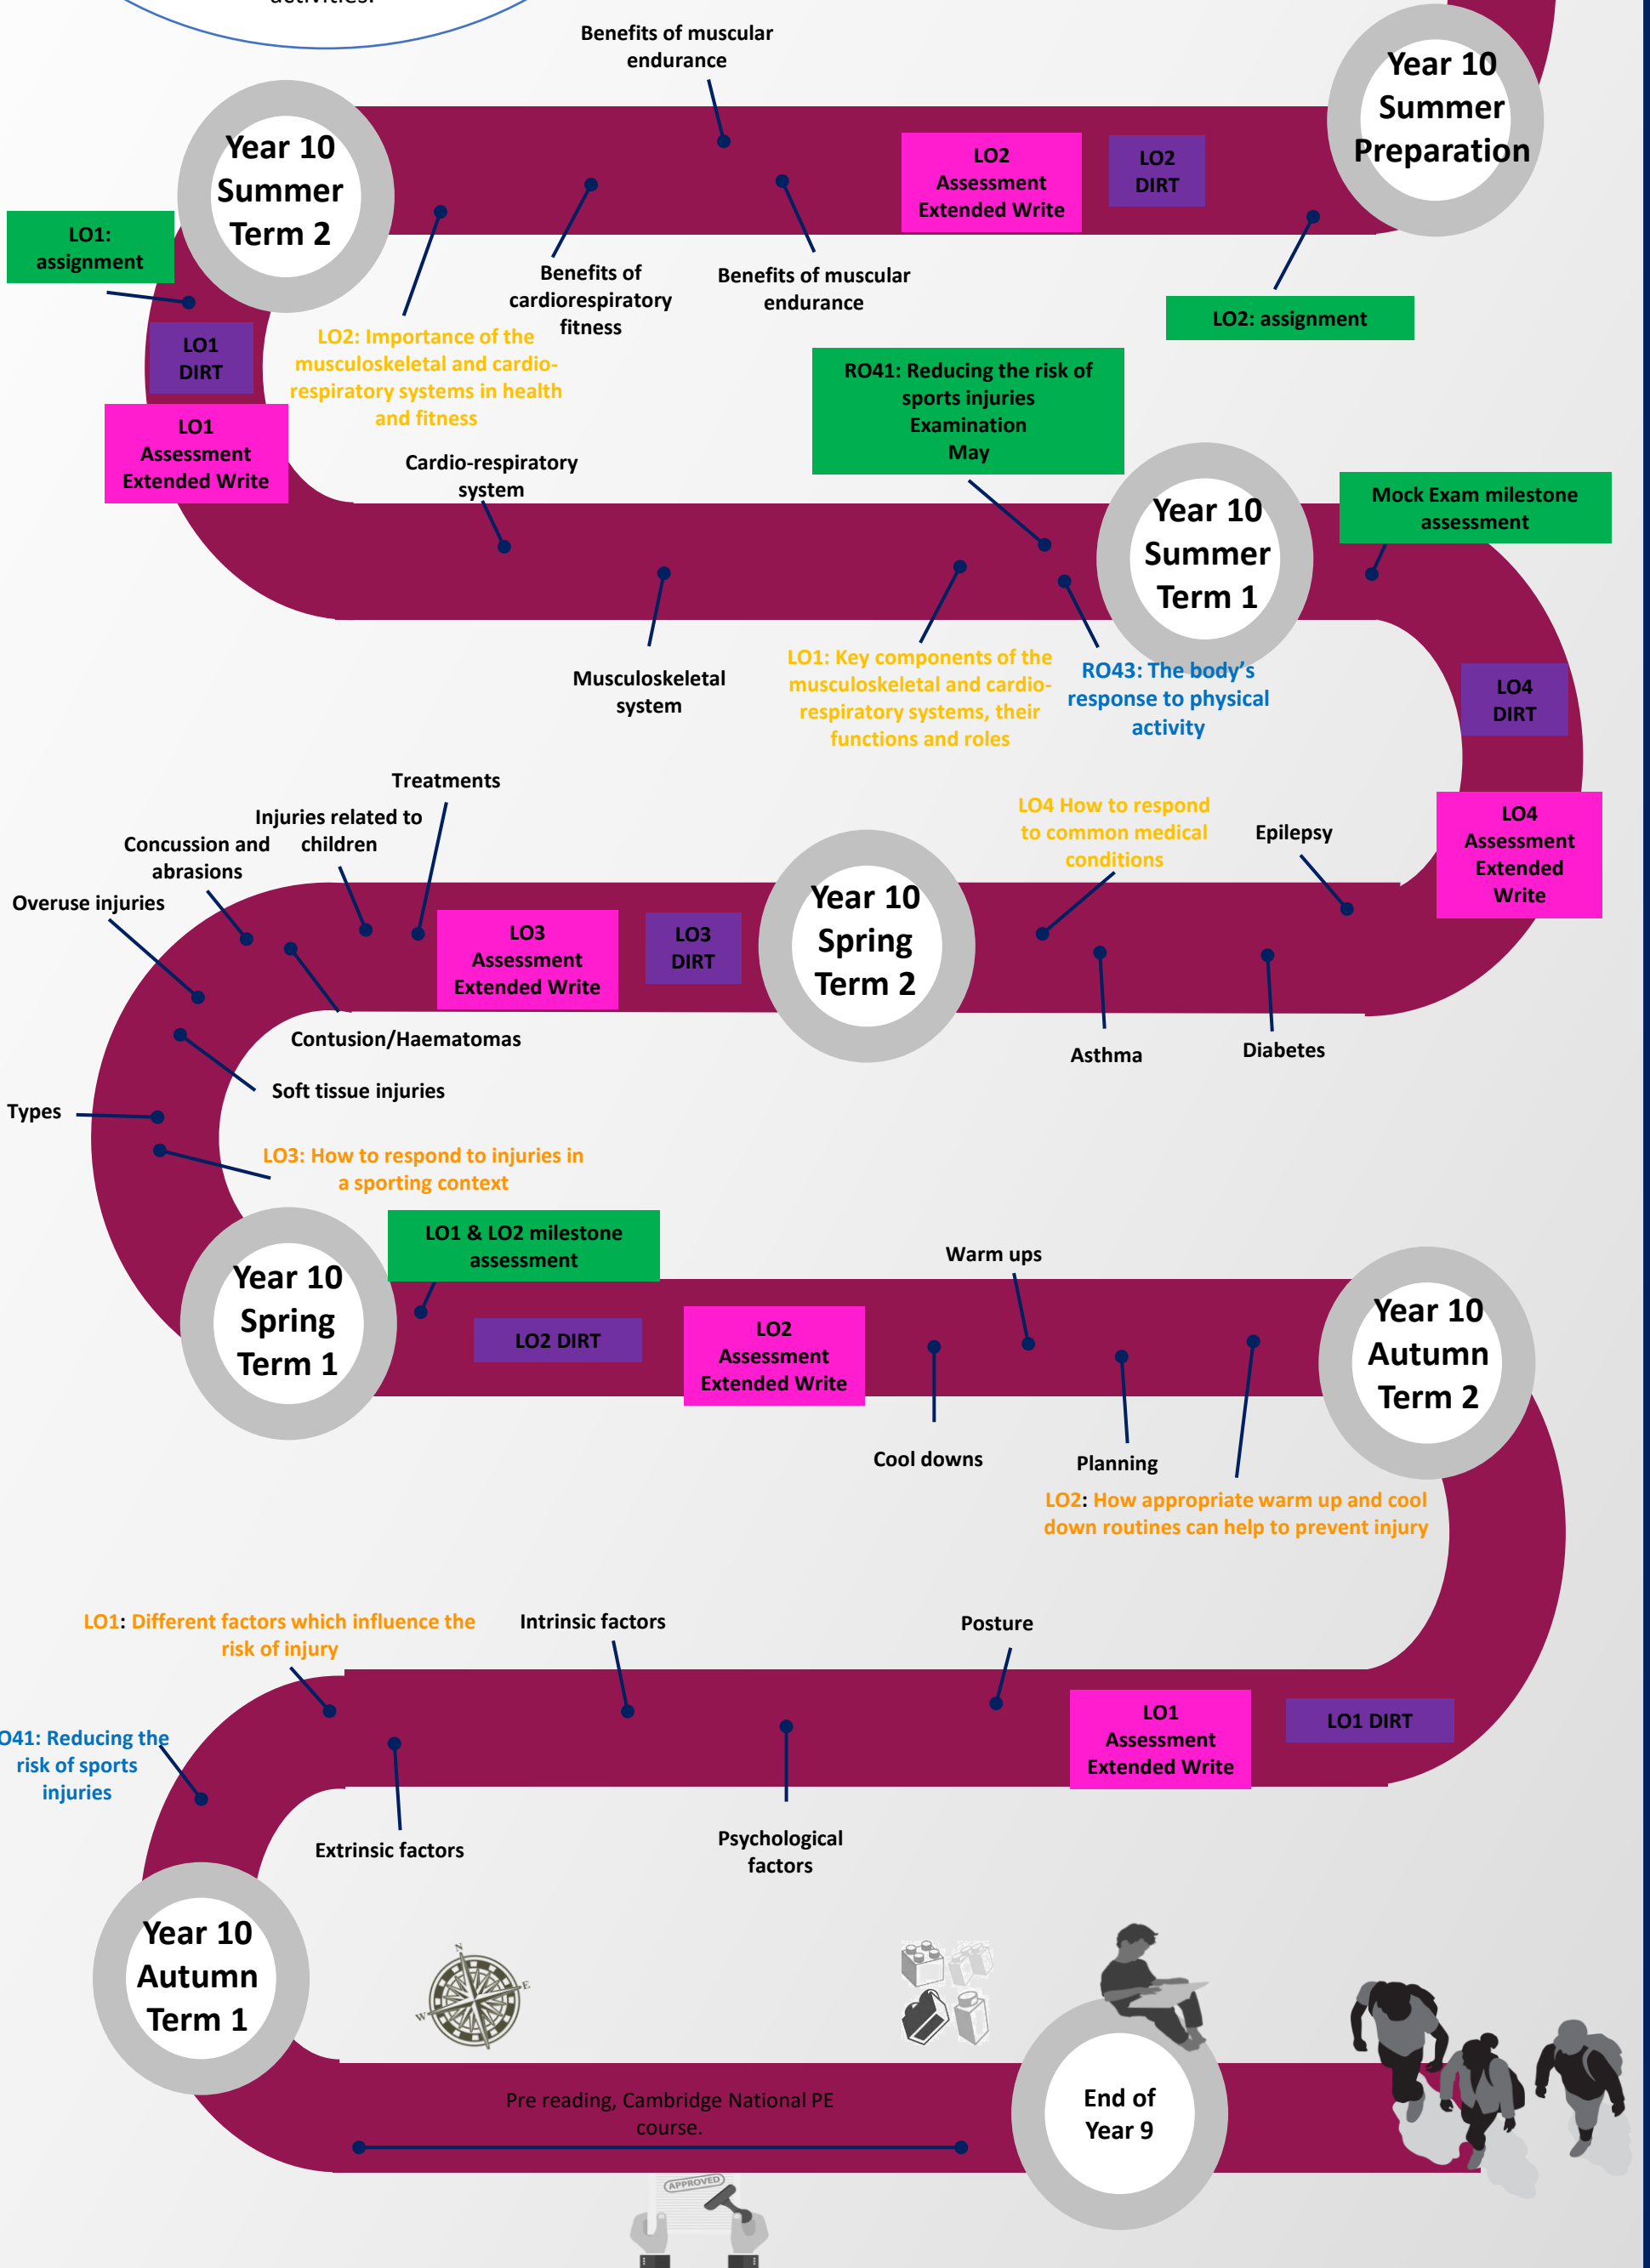 activities.
Benefits of muscular
endurance
Year 10
Summer
Preparation
Year 10
Summer
Term 2
LO2
Assessment
Extended Write
LO2
DIRT
LO1:
assignment
Benefits of
cardiorespiratory
fitness
Benefits of muscular
endurance
LO2: assignment
LO1
DIRT
LO2: Importance of the
musculoskeletal and cardio-
respiratory systems in health
and fitness
RO41: Reducing the risk of
sports injuries
Examination
May
LO1
Assessment
Extended Write
Cardio-respiratory
system
Year 10
Summer
Term 1
Mock Exam milestone
assessment
Musculoskeletal
system
LO1: Key components of the
musculoskeletal and cardio-
respiratory systems, their
functions and roles
RO43: The body's
response to physical
activity
LO4
DIRT
Treatments
Injuries related to
children
Concussion and
abrasions
Overuse injuries
LO4 How to respond
to common medical
conditions
Epilepsy
LO4
Assessment
Extended
Write
LO3
Assessment
Extended Write
LO3
DIRT
Year 10
Spring
Term 2
Contusion/Haematomas
Asthma
Diabetes
Soft tissue injuries
Types
LO3: How to respond to injuries in
a sporting context
LO1 & LO2 milestone
assessment
Warm ups
Year 10
Spring
Term 1
LO2 DIRT
LO2
Assessment
Extended Write
Year 10
Autumn
Term 2
Cool downs
Planning
LO2: How appropriate warm up and cool
down routines can help to prevent injury
LO1: Different factors which influence the
risk of injury
Intrinsic factors
Posture
LO1
Assessment
Extended Write
LO1 DIRT
O41: Reducing the
risk of sports
injuries
Extrinsic factors
Psychological
factors
Year 10
Autumn
Term 1
N
E
W
S
Pre reading, Cambridge National PE
course.
End of
Year 9
APPROVED